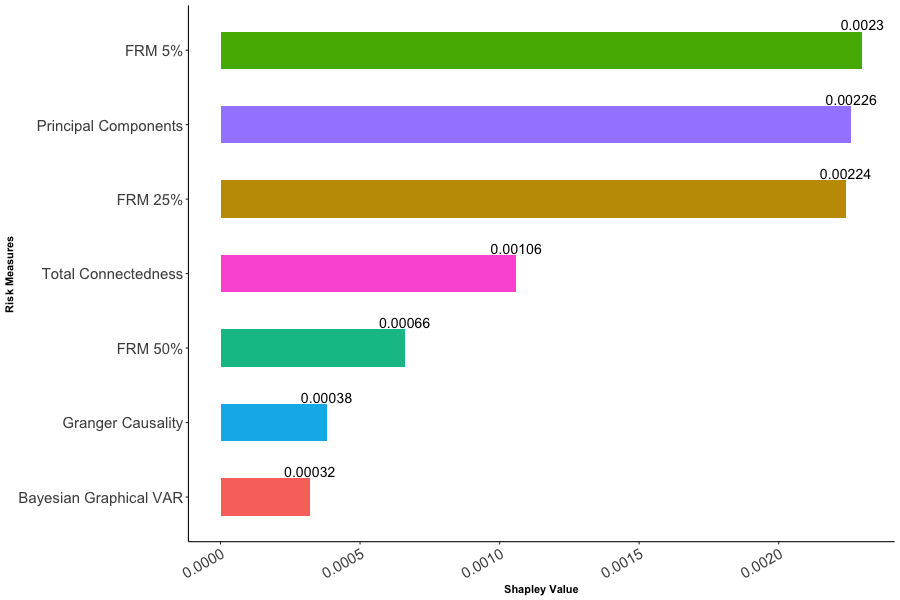 0.0023
FRM 5%
0.00226
Principal Components
0.00224
FRM 25%
0.00106
Total Connectedness
0.00066
FRM 50%
0.00038
Granger Causality
0.00032
Bayesian Graphical VAR
Risk Measures
0.0000 0.0005 0.0010 0.0015 0.0020
Shapley Value